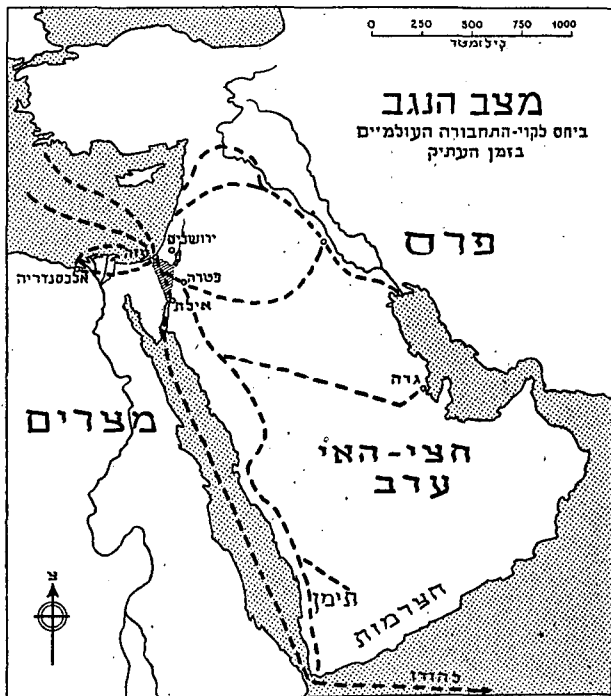 0 250 500 750 1000
קילומטר
מצב הנגב
ביחס לקוי-התחבורה העולמיים
בזמן העתיק
ירושלים
עזה
פרס
אלכסנדריה
פטרה
אילת
גרה
מצרים
חצי-האי
ערב
תימן
חצרמות
להודו
צ